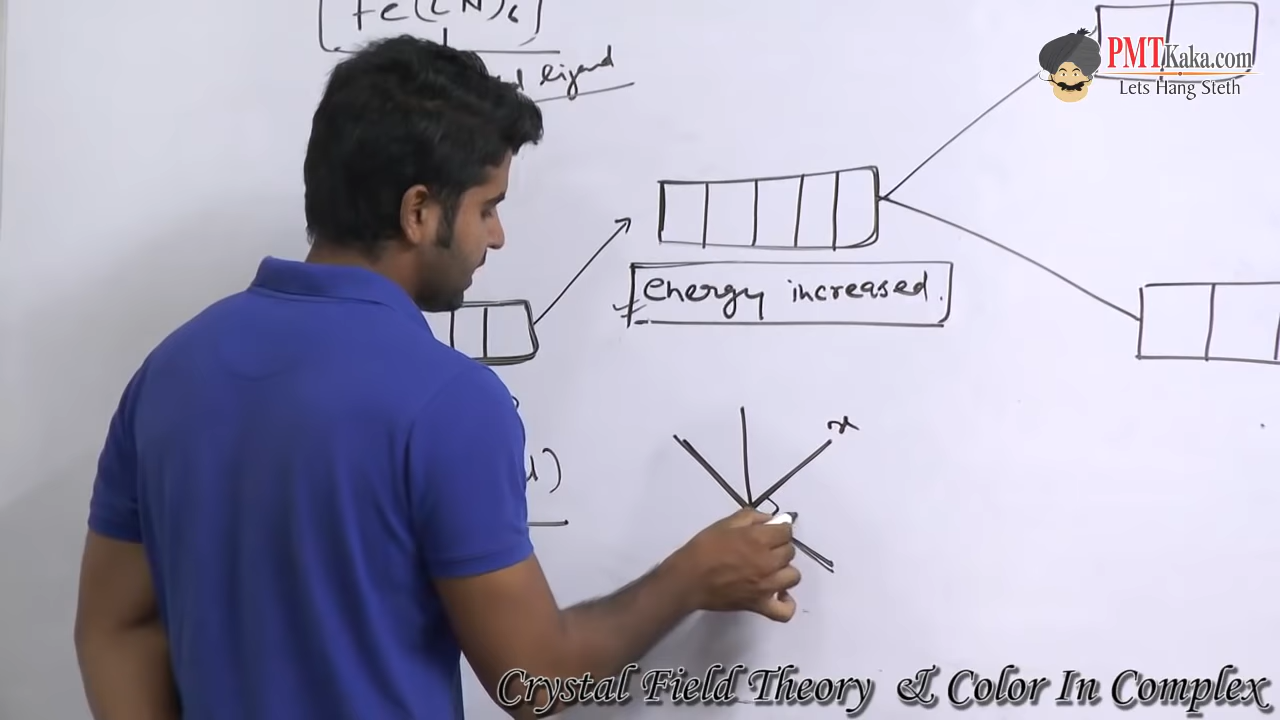 Fe(CN)6
ligand
PMTKaka.com
Lets Hang Steth
energy increased.
x
Crystal Field Theory & Color In Complex